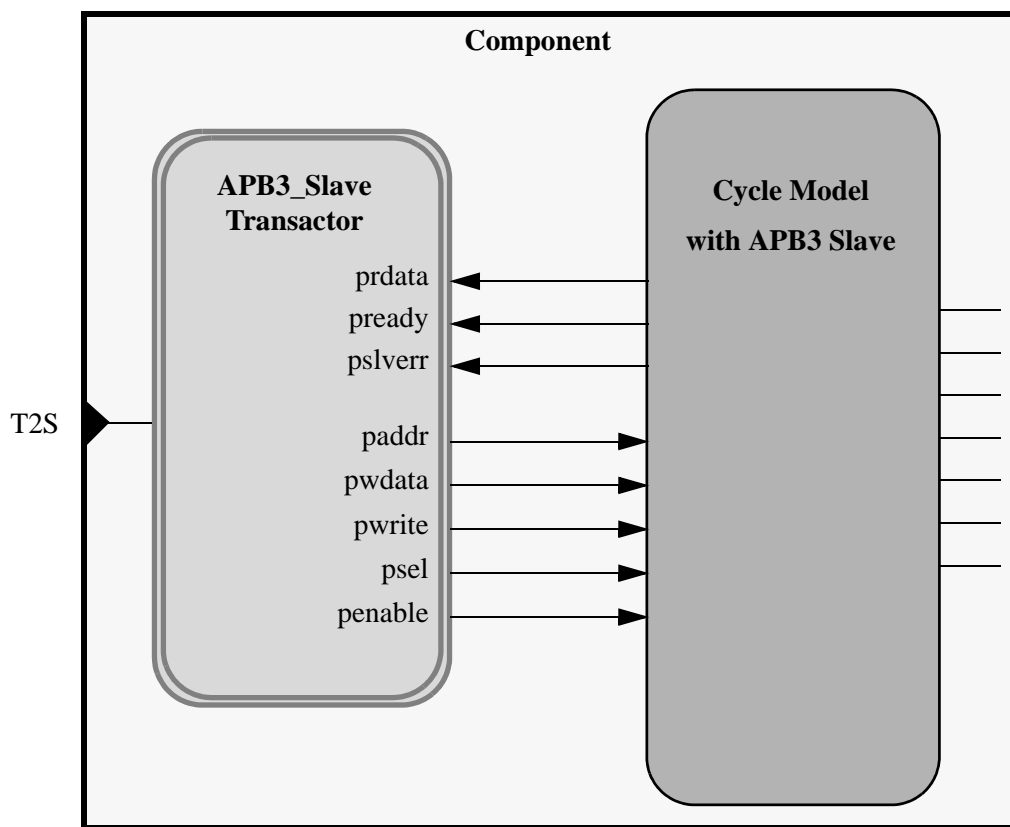 Component
APB3_Slave
Transactor
Cycle Model
with APB3 Slave
prdata
pready
pslverr
T2S
paddr
pwdata
pwrite
psel
penable